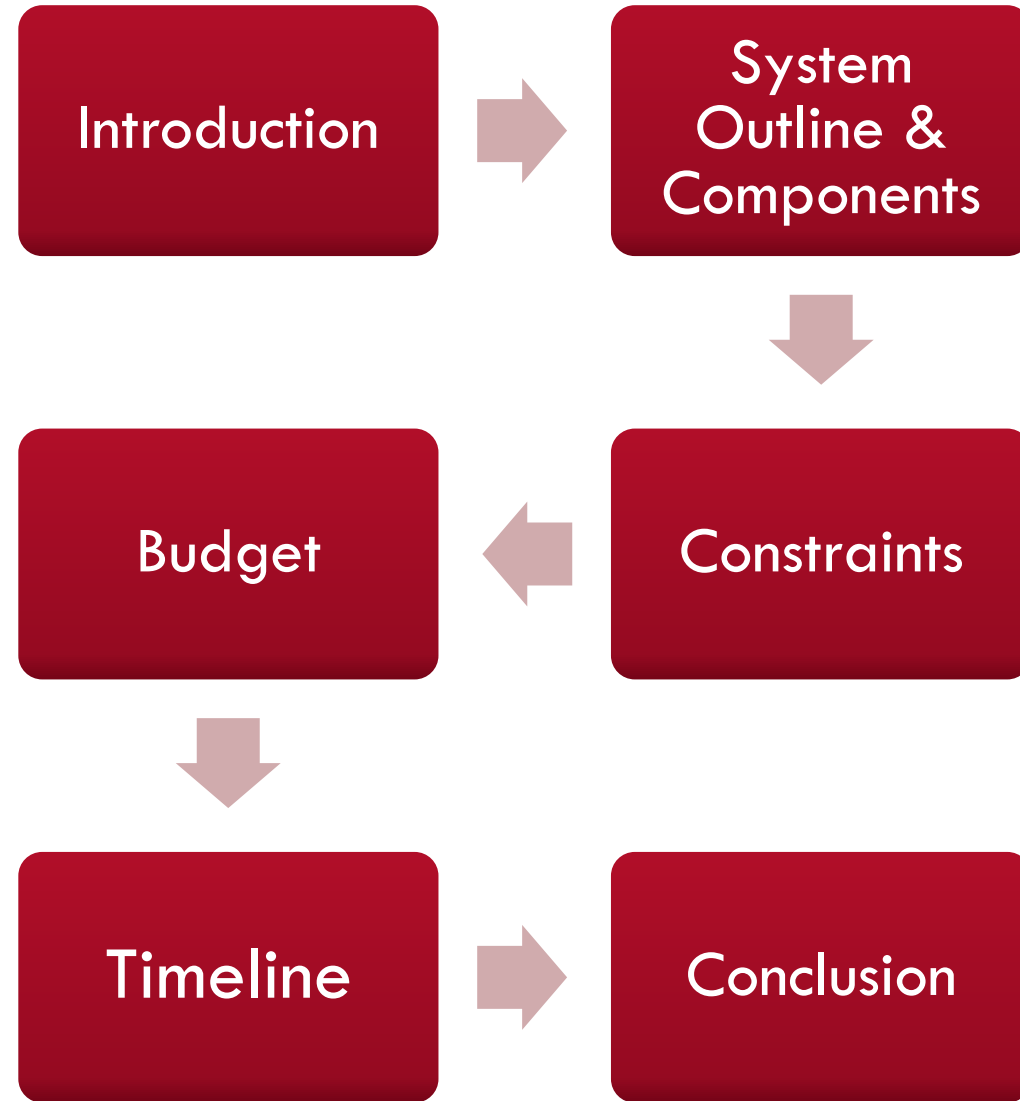 Introduction
System
Outline &
Components
Constraints
Budget
Timeline
Conclusion